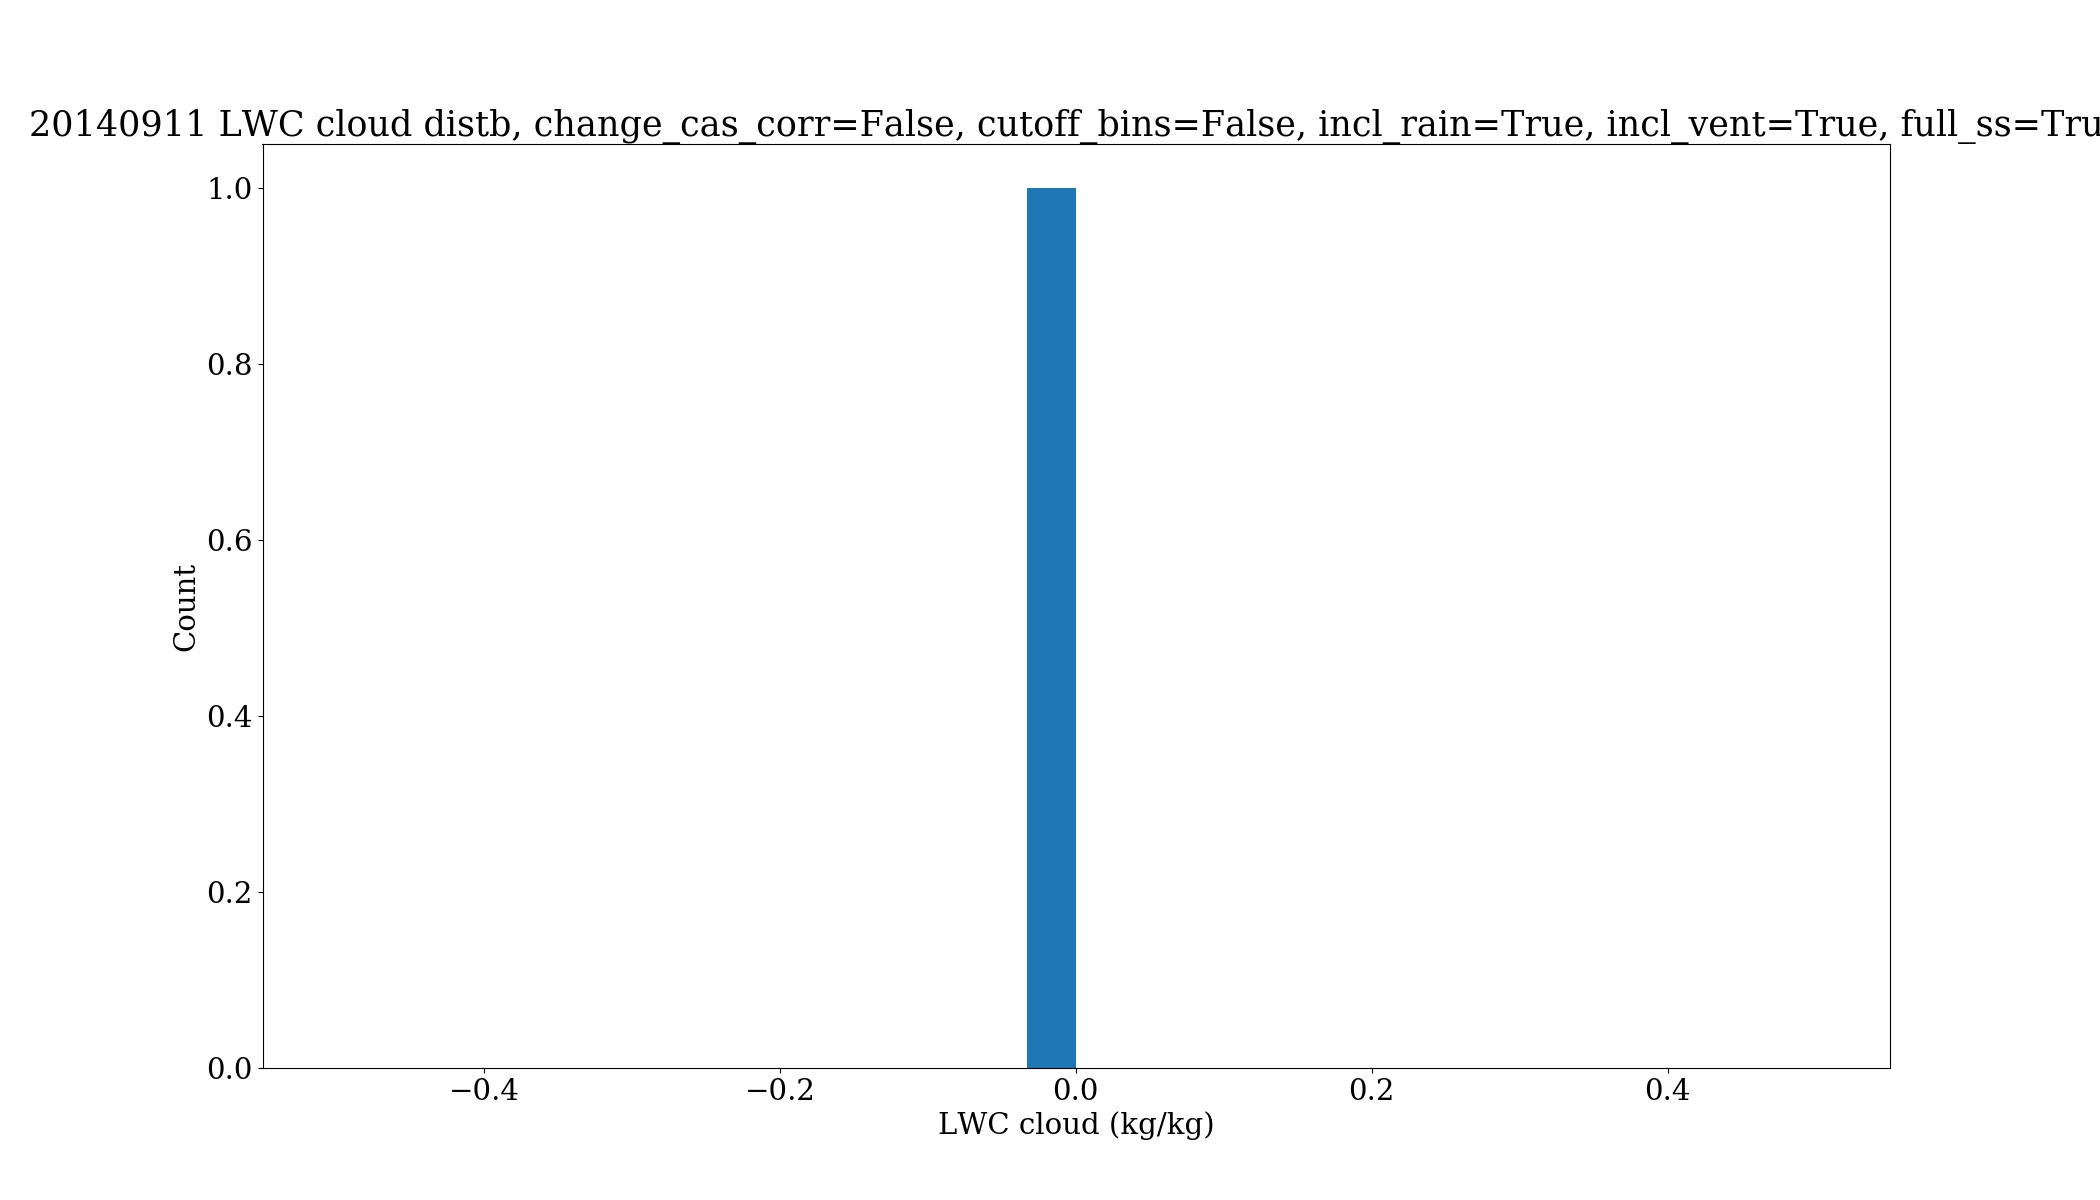 20140911 LWC cloud distb, change_cas_corr=False, cutoff_bins=False, incl_rain=True, incl_vent=True, full_ss=Tru
1.0
0.8
0.6
0.4
0.2
0.0
Count
−0.4 −0.2 0.0 0.2 0.4
LWC cloud (kg/kg)